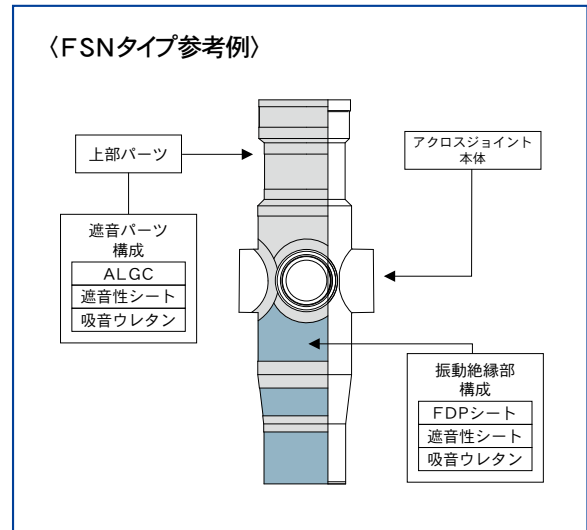 〈FSNタイプ参考例〉
上部パーツ
アクロスジョイント
本体
遮音パーツ
構成
ALGC
遮音性シート
吸音ウレタン
振動絶縁部
構成
FDPシート
遮音性シート
吸音ウレタン